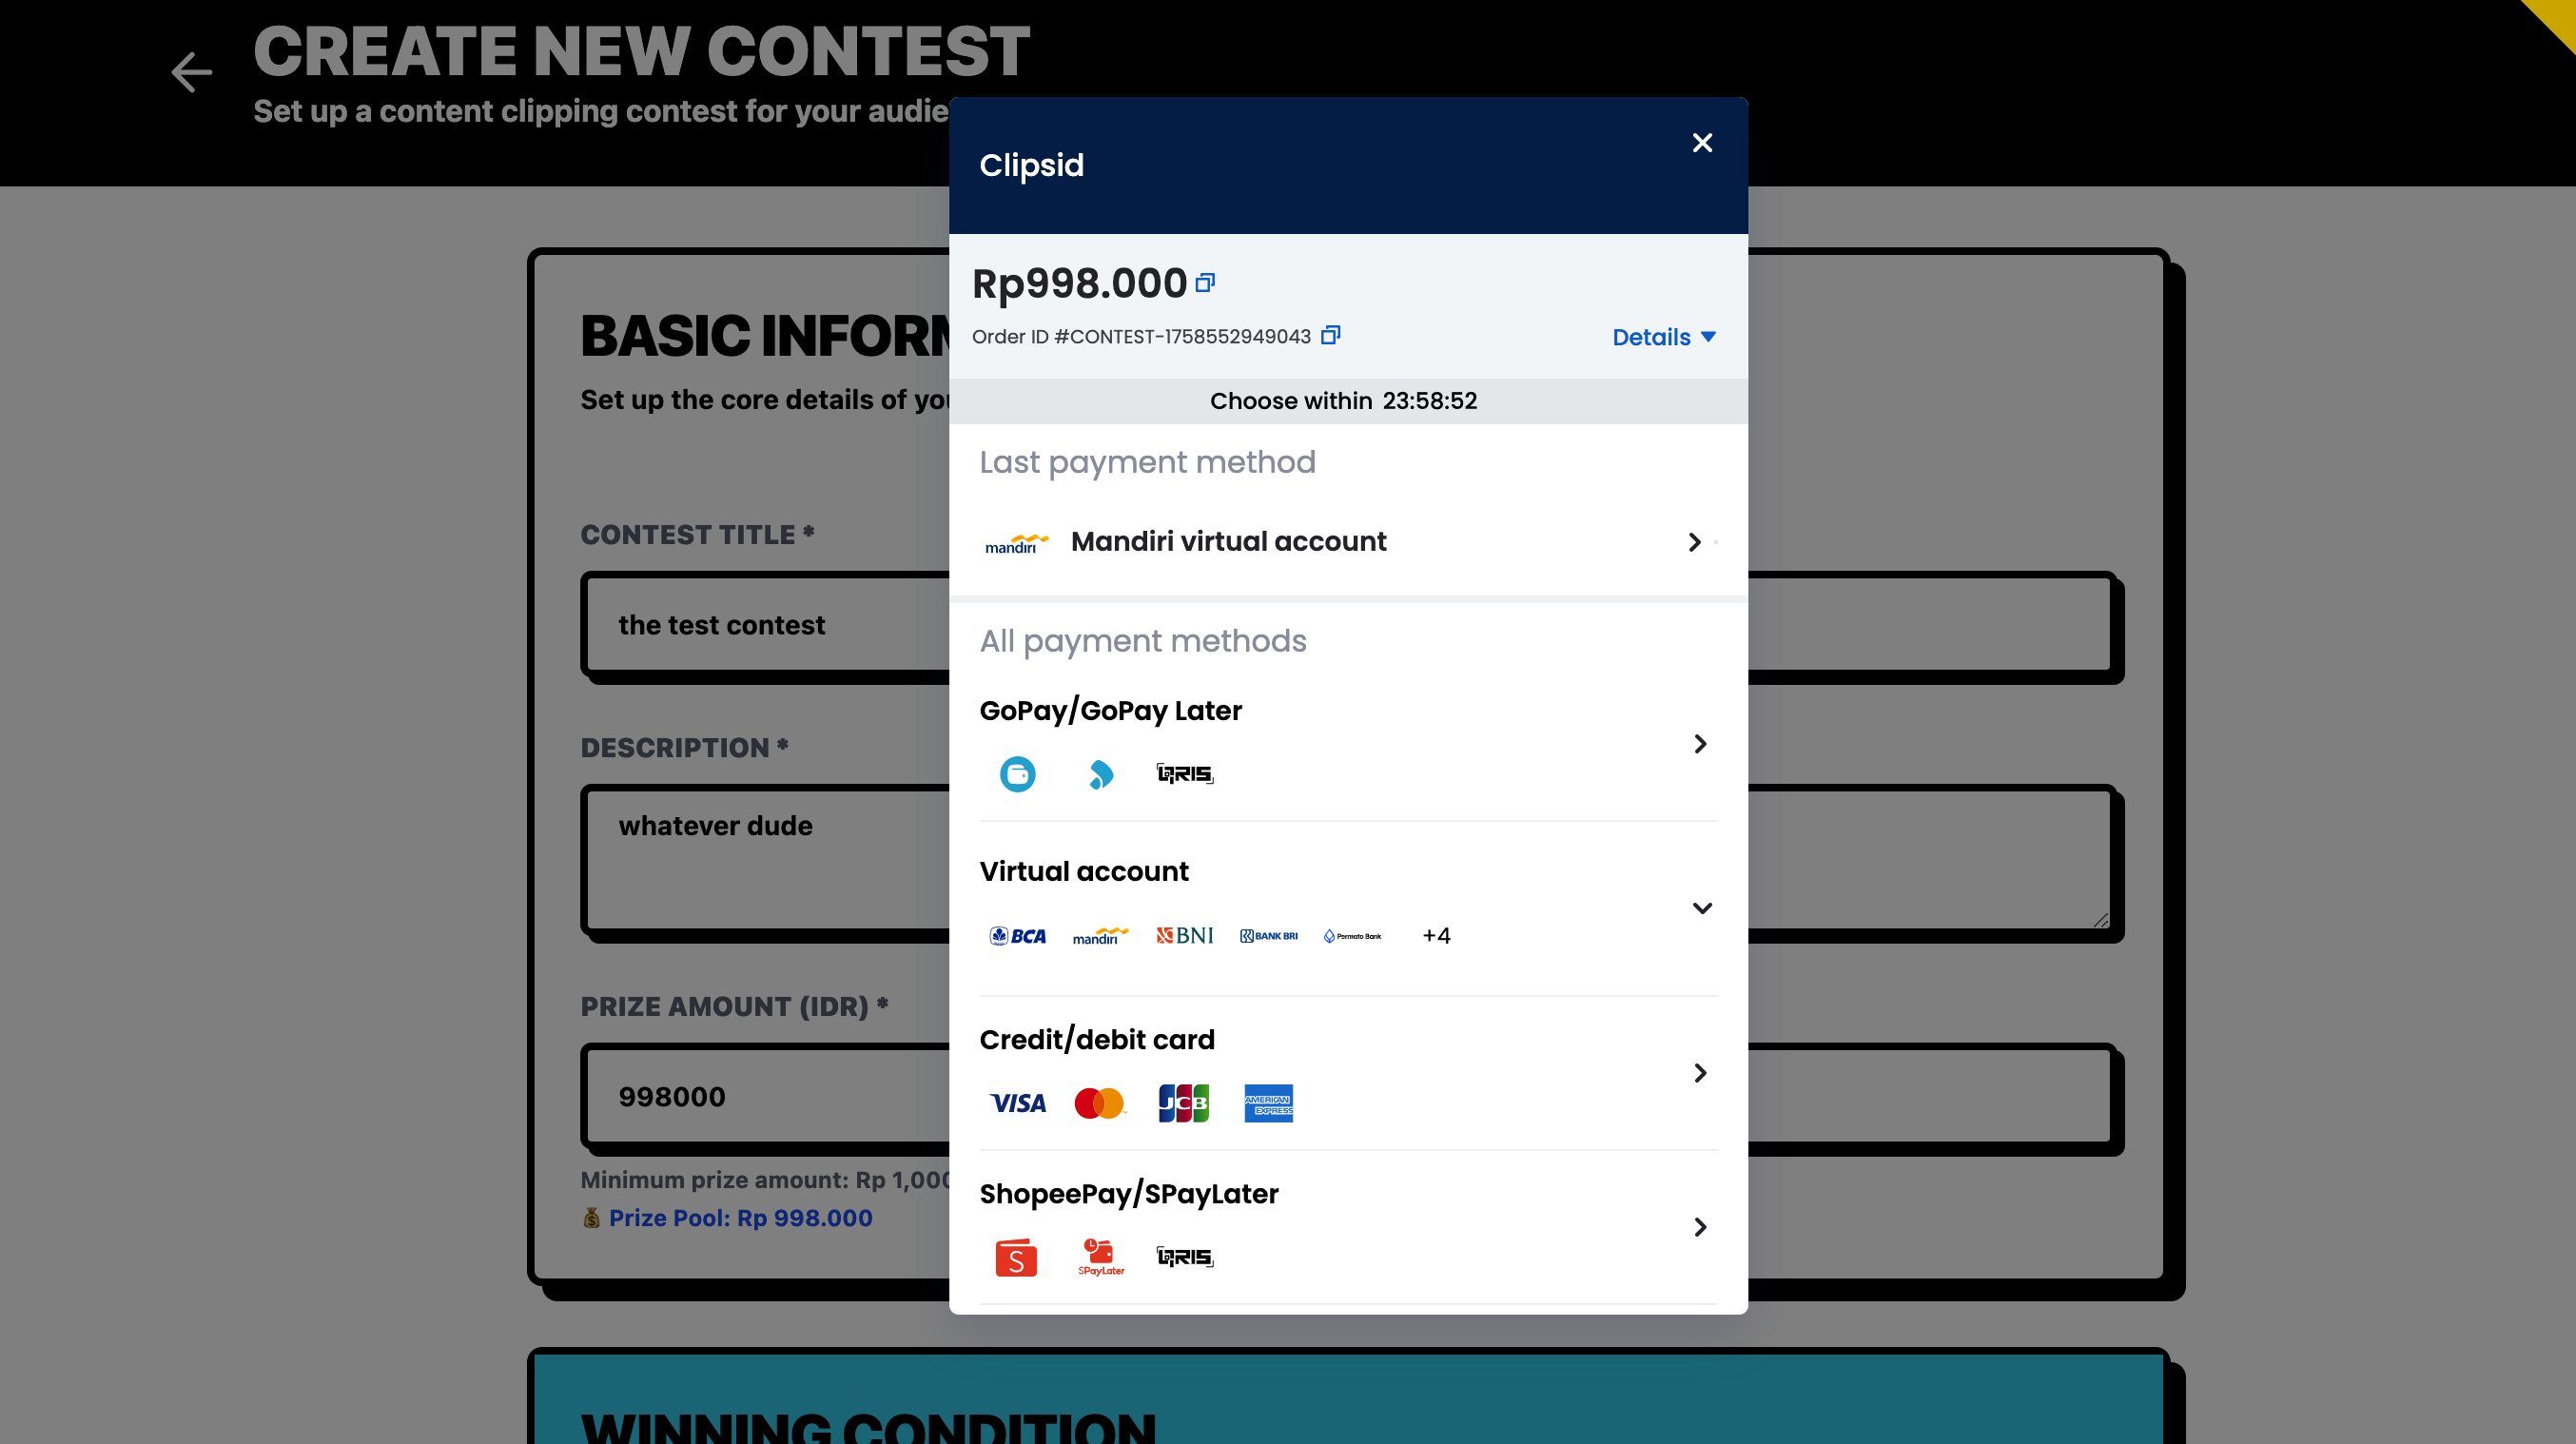 CREATE NEW CONTEST
Set up a content clipping contest for your audie
Clipsid
Rp998.000
Order ID #CONTEST-1758552949043
Details
Choose within 23:58:52
Last payment method
mandiri Mandiri virtual account
All payment methods
GoPay/GoPay Later
QRIS
Virtual account
BCA mandiri BNI BANK BRI Permata Bank +4
Credit/debit card
VISA JCB AMERICAN EXPRESS
ShopeePay/SPayLater
S SPayLater QRIS
BASIC INFORM
Set up the core details of you
CONTEST TITLE *
the test contest
DESCRIPTION *
whatever dude
PRIZE AMOUNT (IDR) *
998000
Minimum prize amount: Rp 1,000
💰 Prize Pool: Rp 998.000
WINNING CONDITION